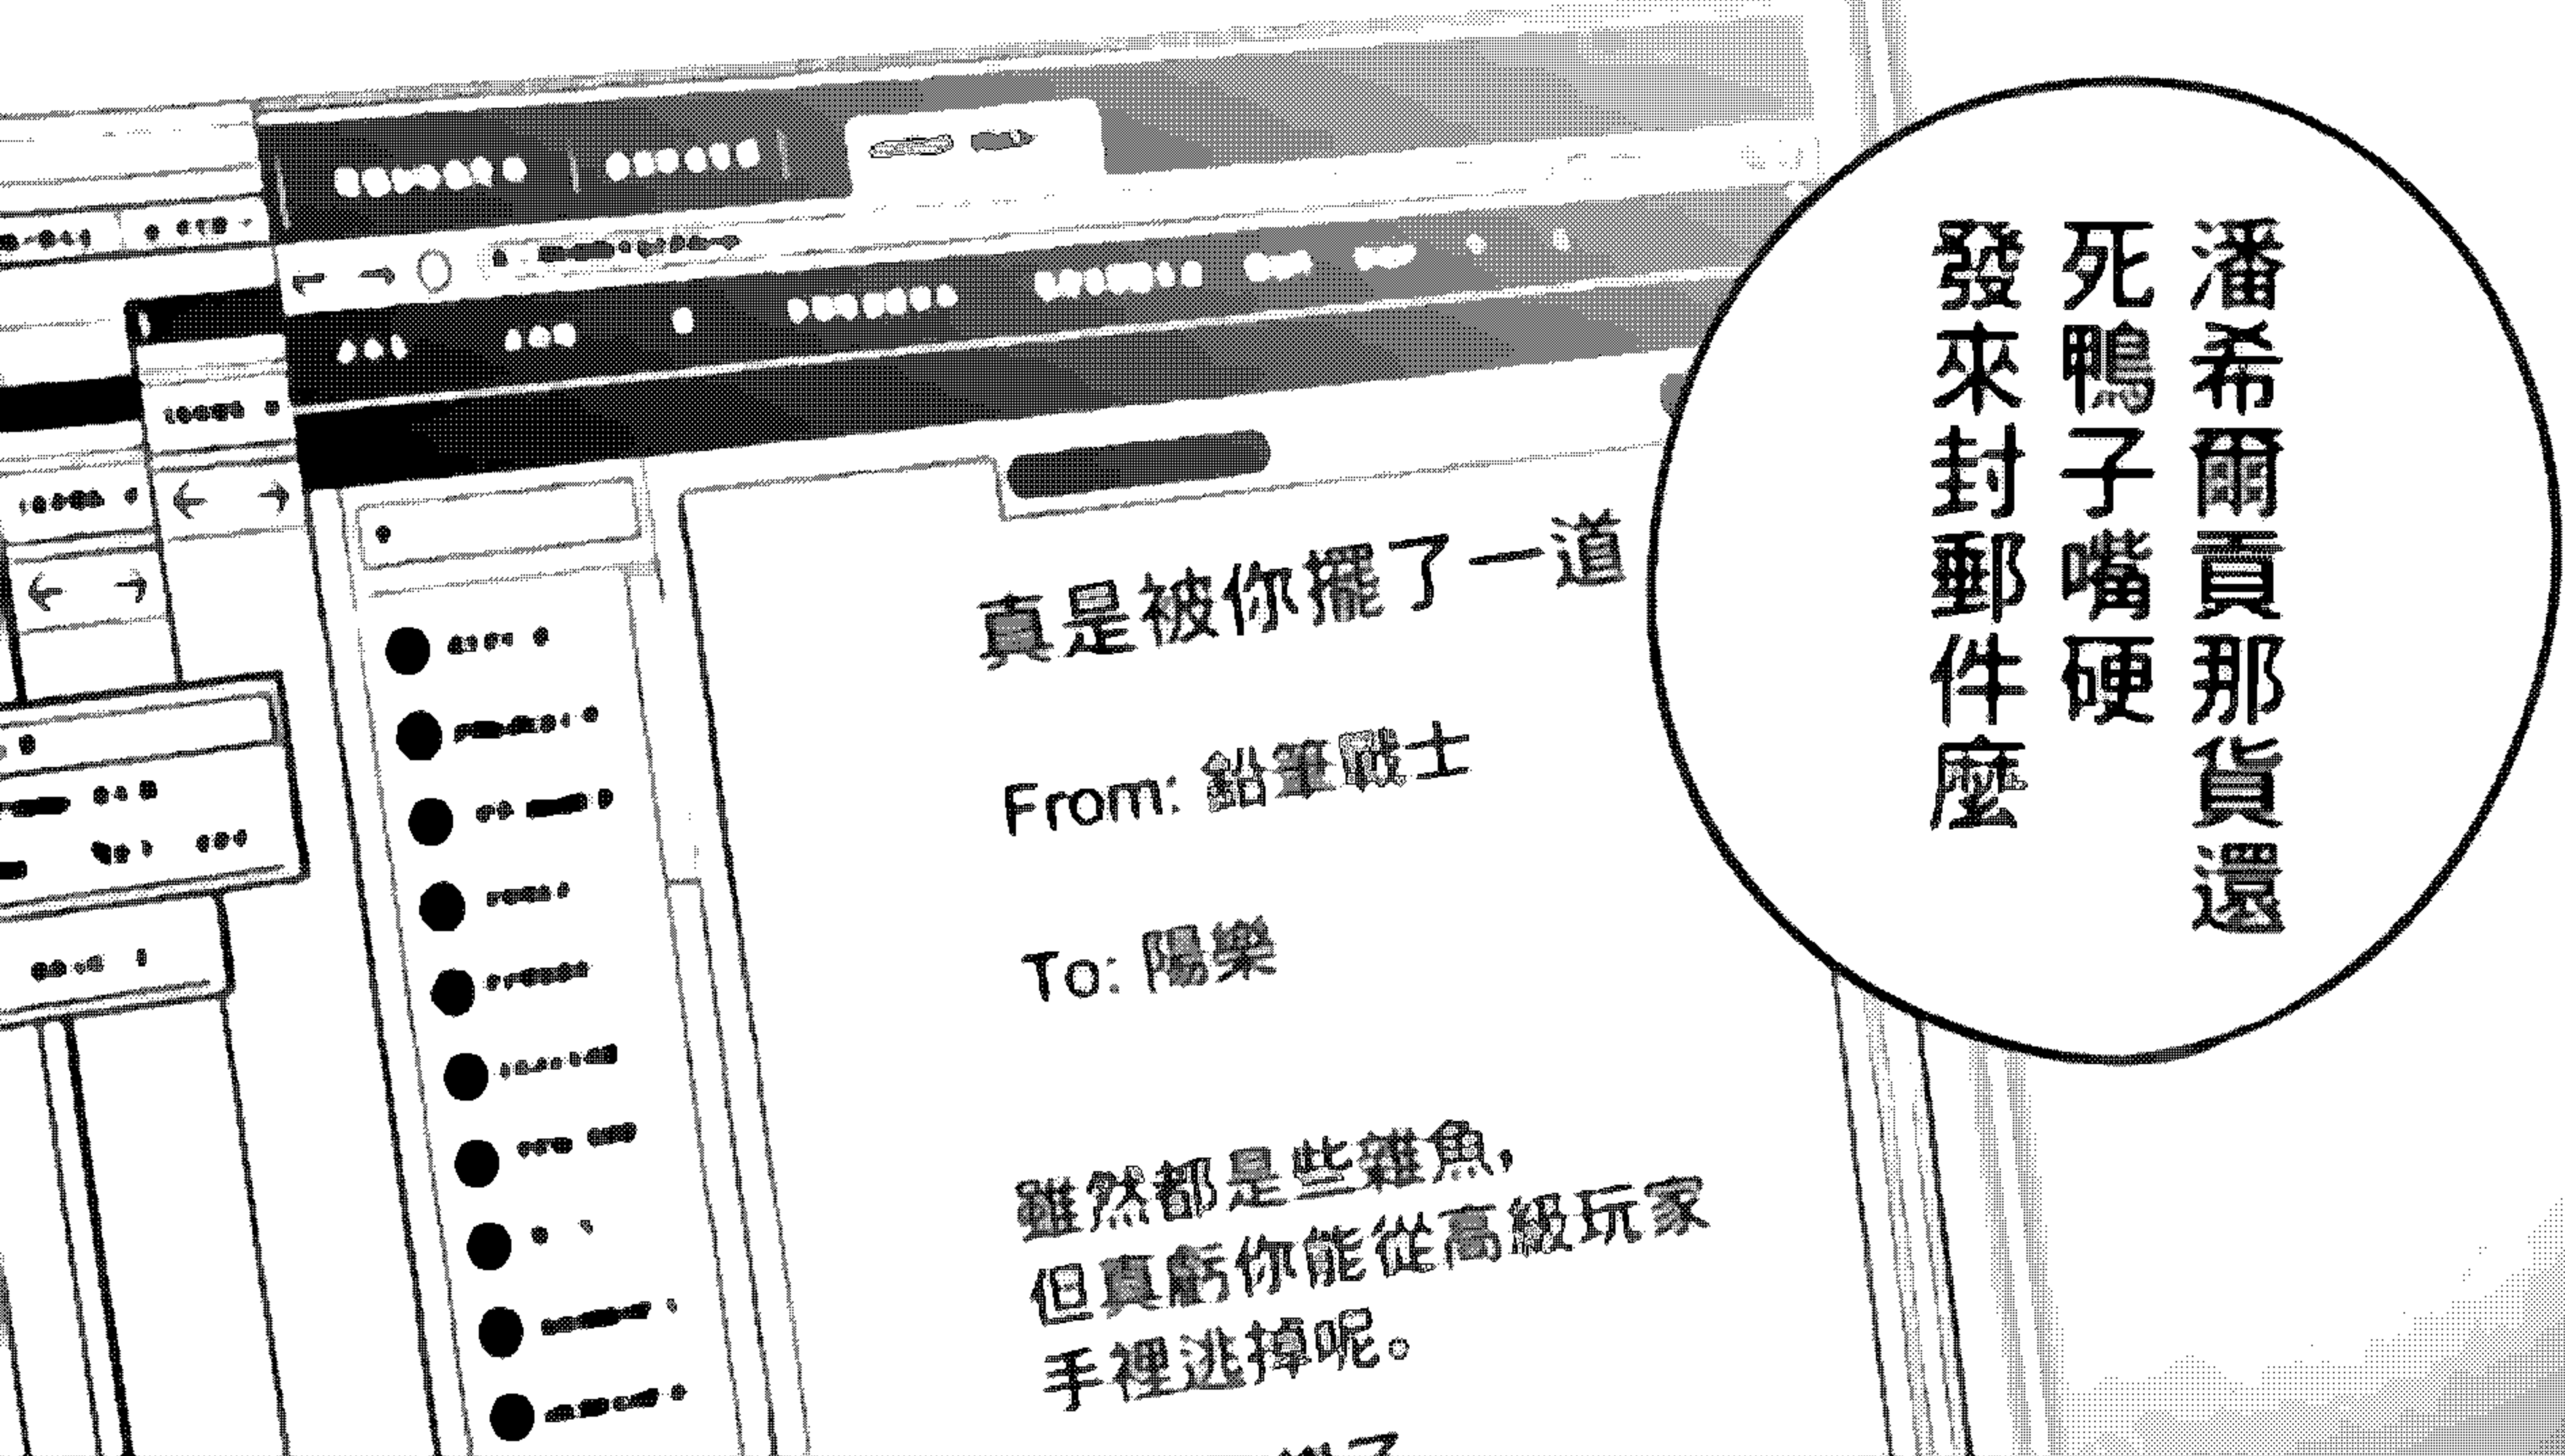 潘希爾貢那貨還
死鴨子嘴硬
發來封郵件麼
真是被你擺了一道
From: 鉛筆戰士
To: 陽樂
雖然都是些雜魚,
但真虧你能從高級玩家
手裡逃掉呢。